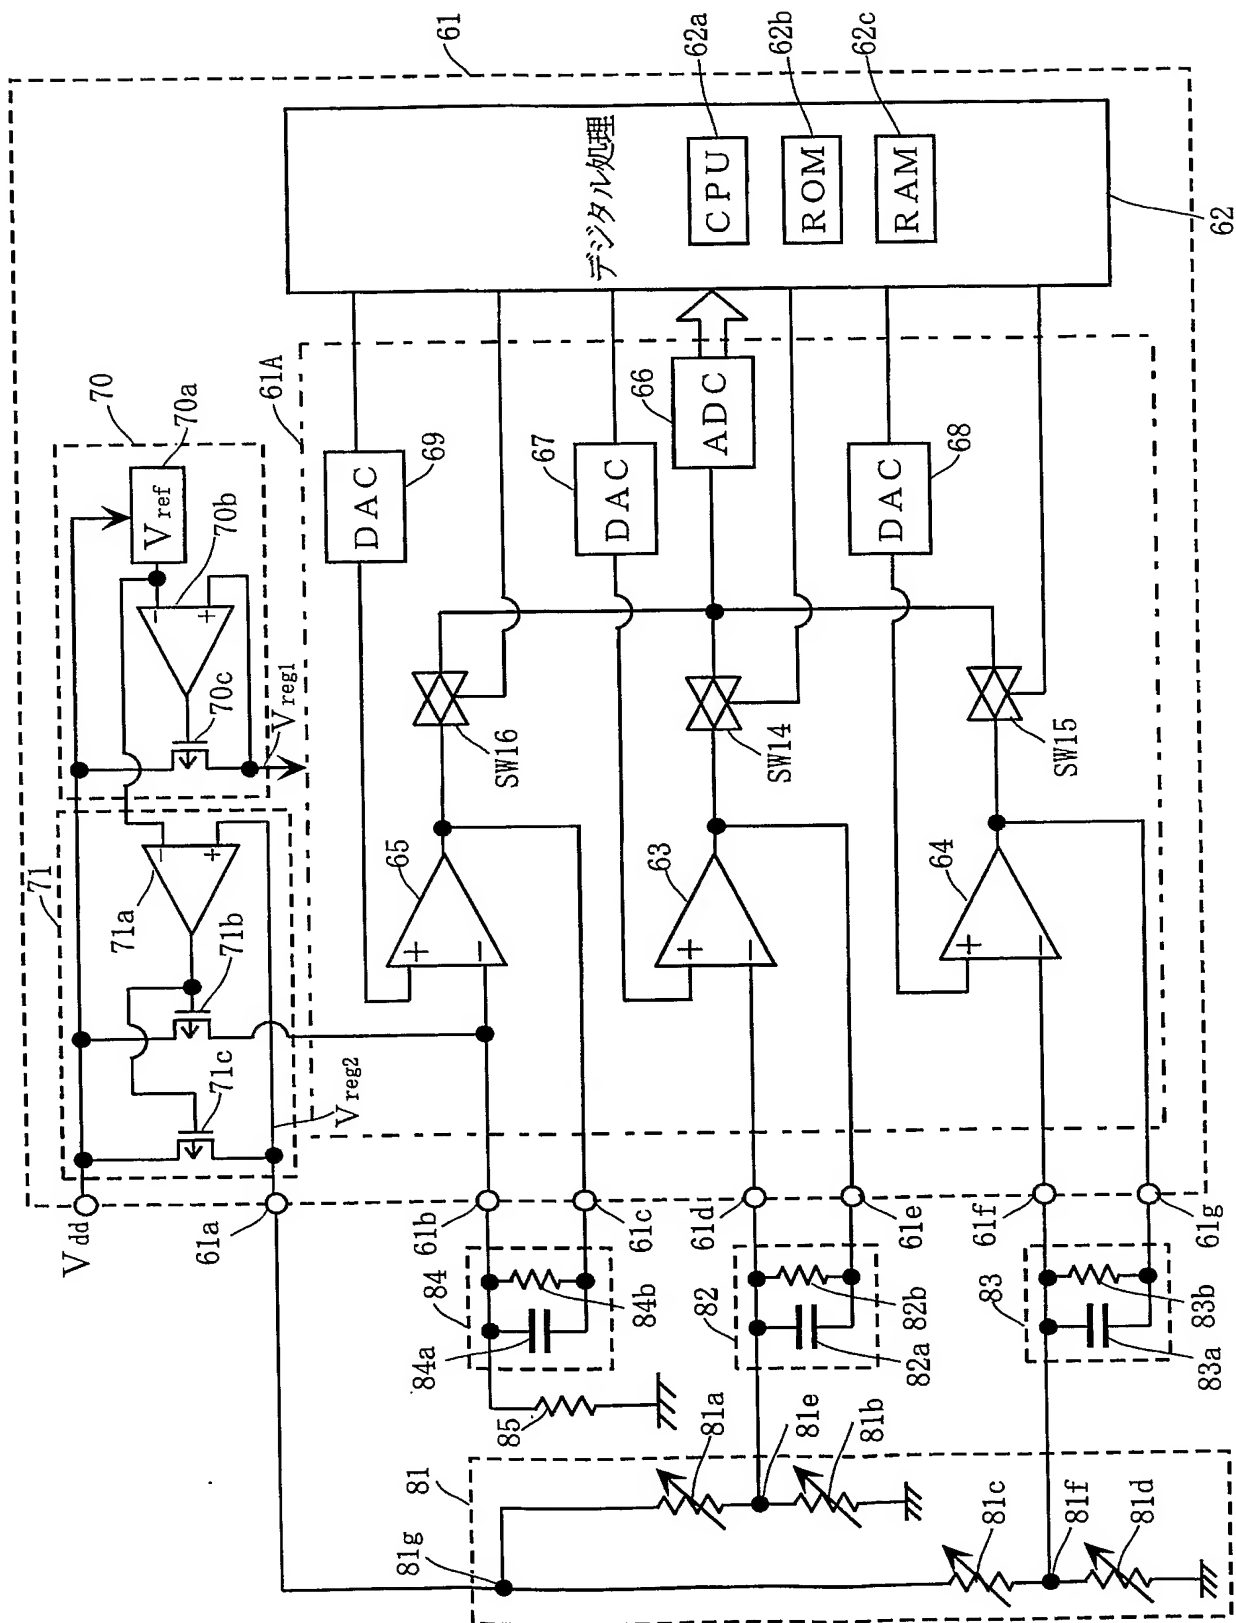 61
デジタル処理
CPU
62a
ROM
62b
RAM
62c
62
70
70a
Vref
70b
70c
Vreg1
61A
71
71a
71b
71c
Vreg2
Vdd
61a
DAC
69
DAC
67
ADC
66
DAC
68
SW16
SW14
SW15
65
+
−
63
+
−
64
+
−
−
+
−
+
61b
61c
61d
61e
61f
61g
84
84b
84a
85
82
82b
82a
83
83b
83a
81
81g
81a
81e
81b
81c
81f
81d